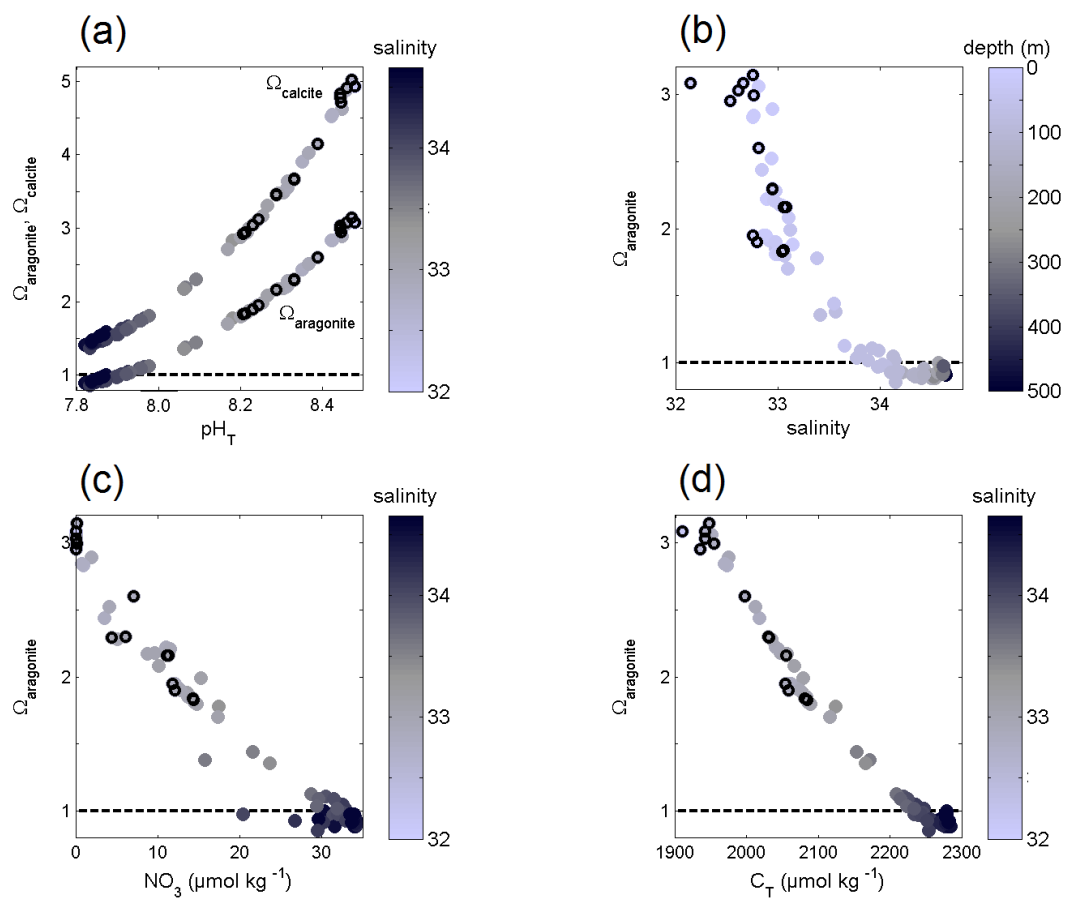 (a)
salinity
Ωaragonite, Ωcalcite
5
4
3
2
1
7.8 8.0 8.2 8.4
pHT
Ωcalcite
Ωaragonite
34
33
32
(b)
depth (m)
Ωaragonite
3
2
1
32 33 34
salinity
0
100
200
300
400
500
(c)
salinity
Ωaragonite
3
2
1
0 10 20 30
NO3 (µmol kg-1)
34
33
32
(d)
salinity
Ωaragonite
3
2
1
1900 2000 2100 2200 2300
CT (µmol kg-1)
34
33
32